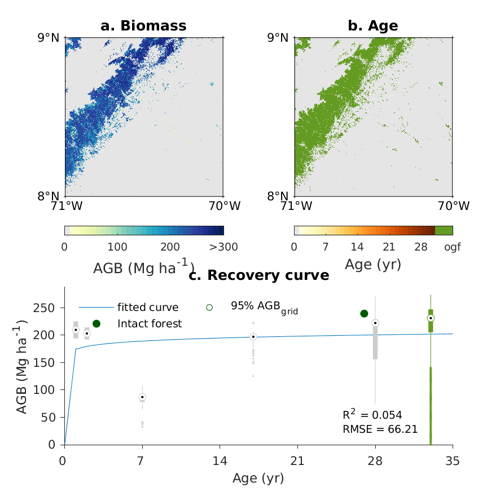 a. Biomass
b. Age
9°N
8°N
71°W
70°W
9°N
8°N
71°W
70°W
0 100 200 >300
AGB (Mg ha-1)
0 7 14 21 28 ogf
Age (yr)
c. Recovery curve
fitted curve
95% AGBgrid
Intact forest
R2 = 0.054
RMSE = 66.21
250
200
150
100
50
0
AGB (Mg ha-1)
0 7 14 21 28 35
Age (yr)